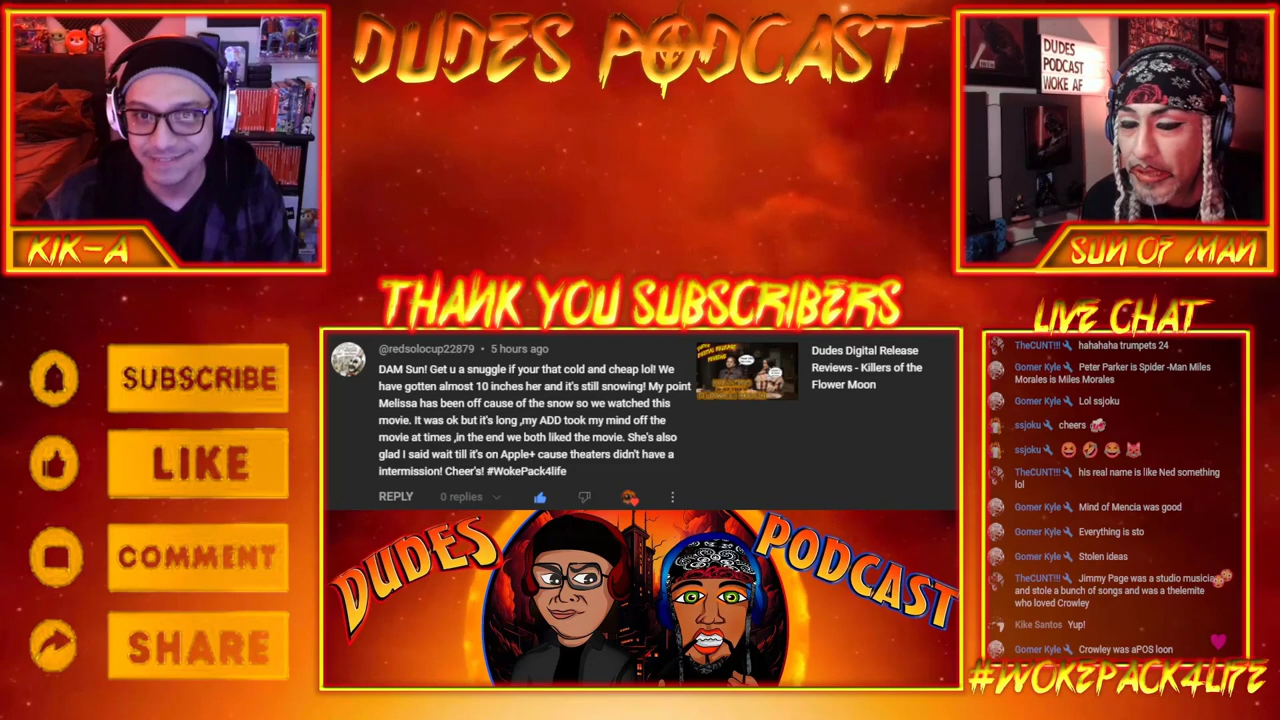 DUDES PODCAST
DUDES
PODCAST
WOKE AF
KIK-A
SUN OF MAN
THANK YOU SUBSCRIBERS
SUBSCRIBE
LIKE
COMMENT
SHARE
@redsolocup22879 • 5 hours ago
DAM Sun! Get u a snuggle if your that cold and cheap lol! We
have gotten almost 10 inches her and it's still snowing! My point
Melissa has been off cause of the snow so we watched this
movie. It was ok but it's long ,my ADD took my mind off the
movie at times ,in the end we both liked the movie. She's also
glad I said wait till it's on Apple+ cause theaters didn't have a
intermission! Cheer's! #WokePack4life
REPLY 0 replies
Dudes Digital Release
Reviews - Killers of the
Flower Moon
DUDES PODCAST
LIVE CHAT
TheCUNT!!! hahahaha trumpets 24
Gomer Kyle Peter Parker is Spider -Man Miles
Morales is Miles Morales
Gomer Kyle Lol ssjoku
ssjoku cheers 🍻
ssjoku 😆 🤣 😂 😹
TheCUNT!!! his real name is like Ned something
lol
Gomer Kyle Mind of Mencia was good
Gomer Kyle Everything is sto
Gomer Kyle Stolen ideas
TheCUNT!!! Jimmy Page was a studio musicia
and stole a bunch of songs and was a thelemite
who loved Crowley
Kike Santos Yup!
Gomer Kyle Crowley was aPOS loon
#WOKEPACK4LIFE